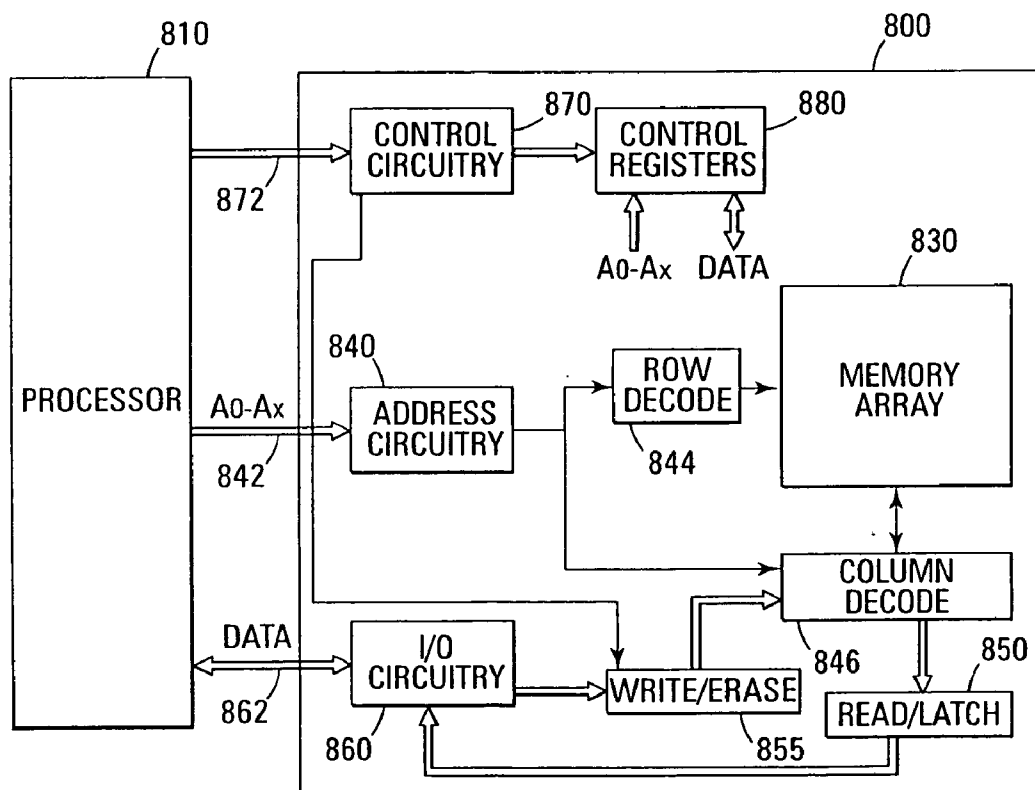 810
800
870
880
CONTROL
CIRCUITRY
CONTROL
REGISTERS
872
A0-Ax
DATA
830
840
PROCESSOR
A0-Ax
ADDRESS
CIRCUITRY
ROW
DECODE
MEMORY
ARRAY
842
844
DATA
I/O
CIRCUITRY
COLUMN
DECODE
846
850
862
860
WRITE/ERASE
855
READ/LATCH